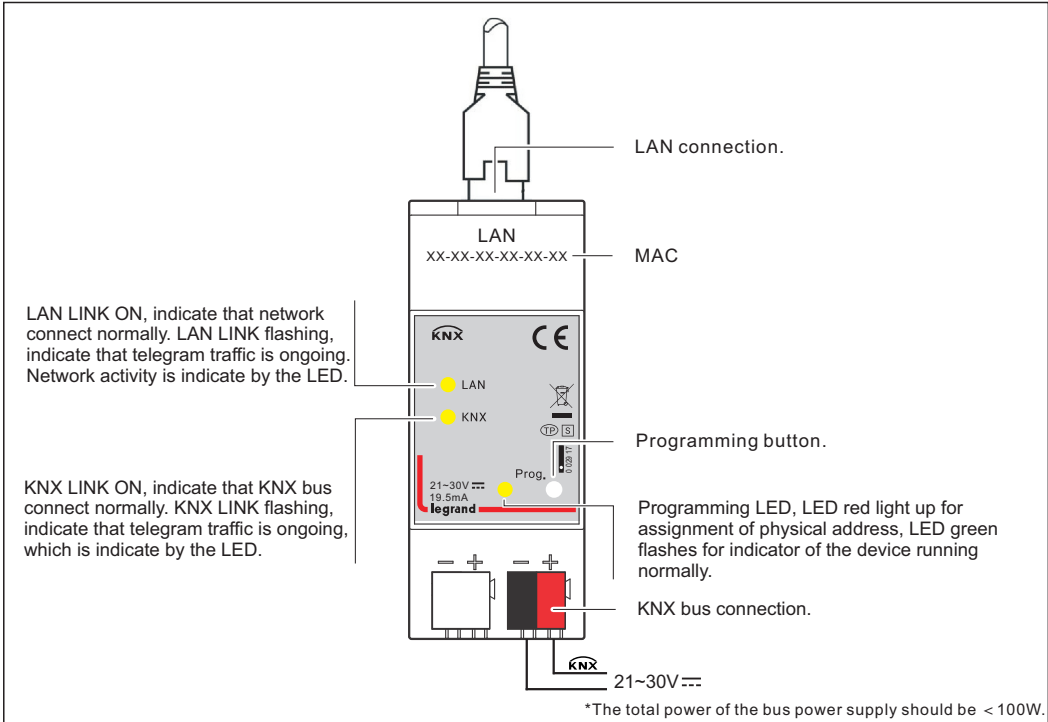 LAN connection.
LAN
XX-XX-XX-XX-XX-XX
MAC
LAN LINK ON, indicate that network
connect normally. LAN LINK flashing,
indicate that telegram traffic is ongoing.
Network activity is indicate by the LED.
KNX
CE
LAN
KNX
TP S
0 029 17
Programming button.
KNX LINK ON, indicate that KNX bus
connect normally. KNX LINK flashing,
indicate that telegram traffic is ongoing,
which is indicate by the LED.
Prog.
21~30V
19.5mA
legrand
Programming LED, LED red light up for
assignment of physical address, LED green
flashes for indicator of the device running
normally.
— +
— +
KNX bus connection.
KNX
21~30V
*The total power of the bus power supply should be <100W.